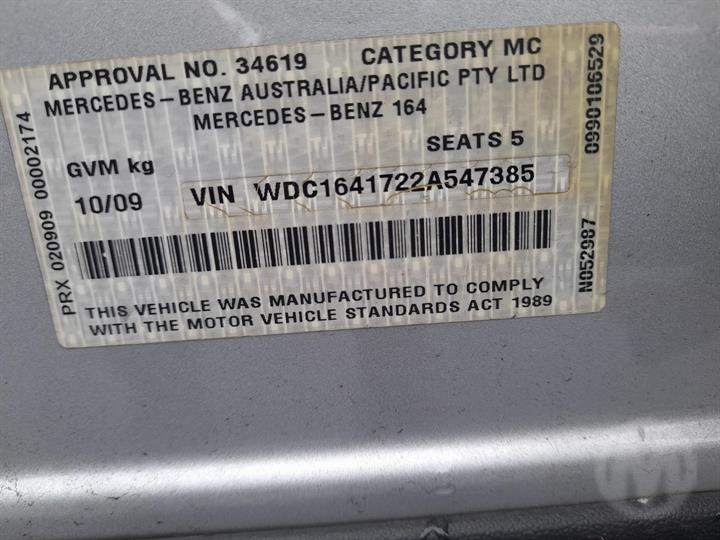 APPROVAL NO. 34619 CATEGORY MC
MERCEDES-BENZ AUSTRALIA/PACIFIC PTY LTD
MERCEDES-BENZ 164
SEATS 5
GVM kg
10/09
VIN WDC1641722A547385
THIS VEHICLE WAS MANUFACTURED TO COMPLY
WITH THE MOTOR VEHICLE STANDARDS ACT 1989
PRX 020909 00002174
N052987 0990106529